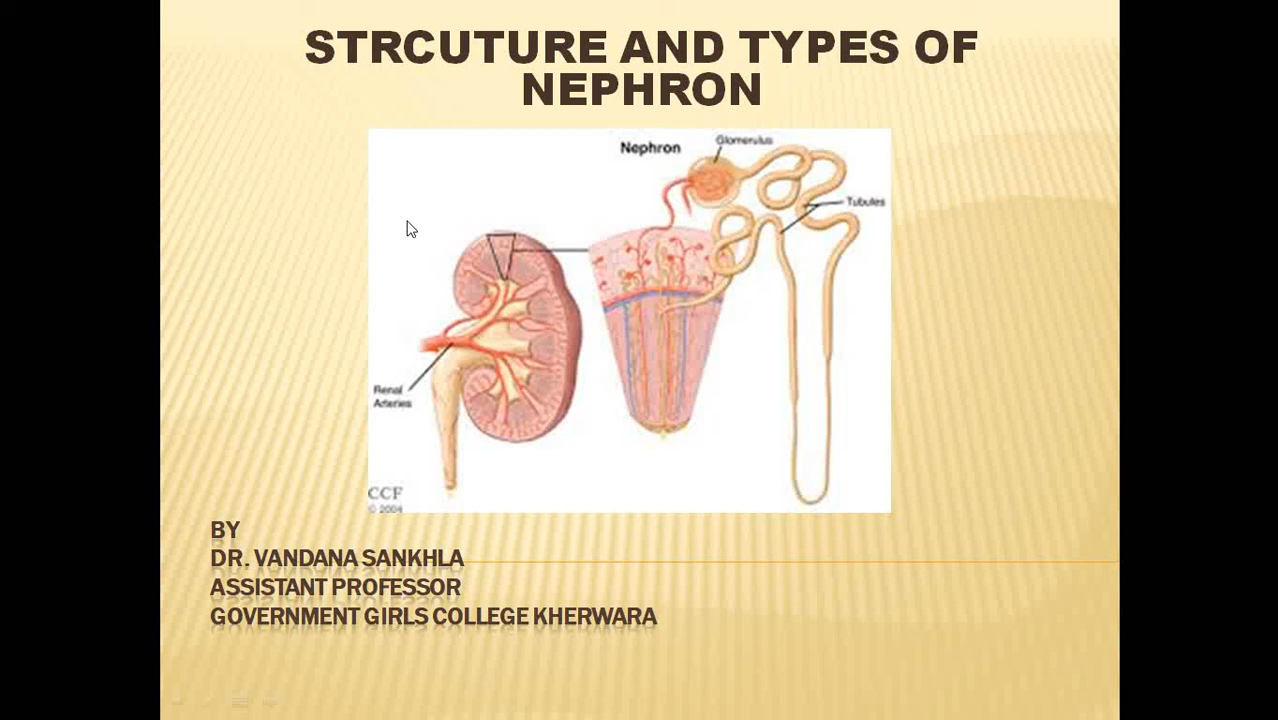 STRCUTURE AND TYPES OF
NEPHRON
Nephron
Glomerulus
Tubules
Renal
Arteries
CCF
© 2004
BY
DR. VANDANA SANKHLA
ASSISTANT PROFESSOR
GOVERNMENT GIRLS COLLEGE KHERWARA